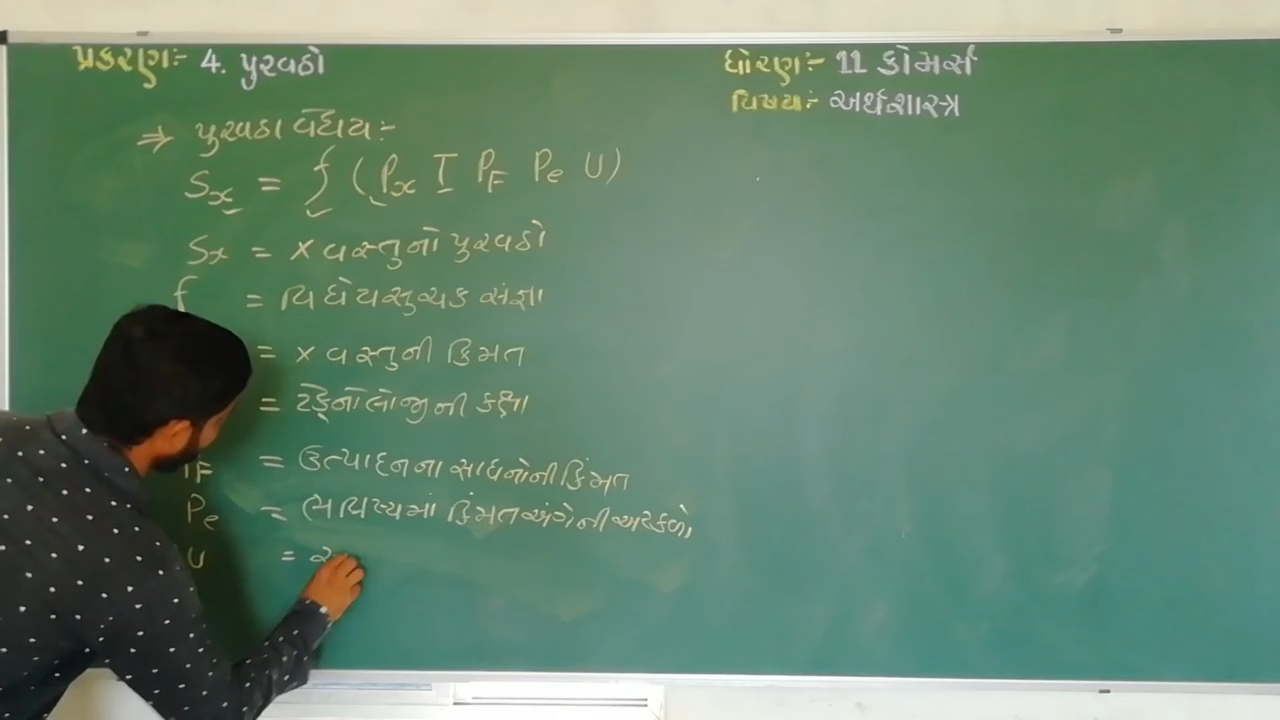 પ્રકરણ:- 4. પુરવઠો
ધોરણ:- 11 કોમર્સ
વિષય:- અર્થશાસ્ત્ર
⇒ પુરવઠા વિધેય:-
Sx = f (Px T PF Pe U)
Sx = x વસ્તુનો પુરવઠો
f = વિધેયસુચક સંજ્ઞા
= x વસ્તુની કિંમત
= ટેક્નોલોજીની કક્ષા
PF = ઉત્પાદનના સાધનોની કિંમત
Pe = ભવિષ્યમાં કિંમત અંગેની અટકળો
U =